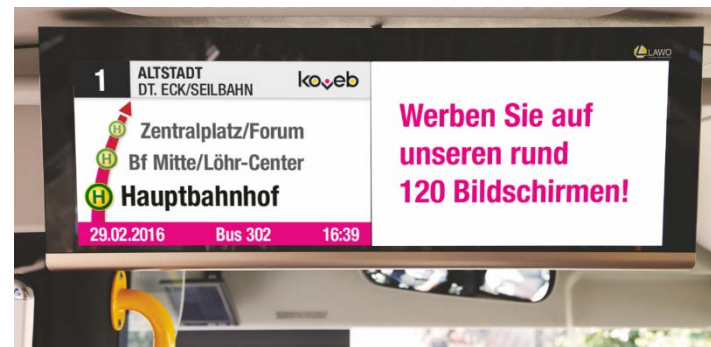 LAWO
1
ALTSTADT
DT. ECK/SEILBAHN
koveb
H Zentralplatz/Forum
H Bf Mitte/Löhr-Center
H Hauptbahnhof
29.02.2016 Bus 302 16:39
Werben Sie auf
unseren rund
120 Bildschirmen!